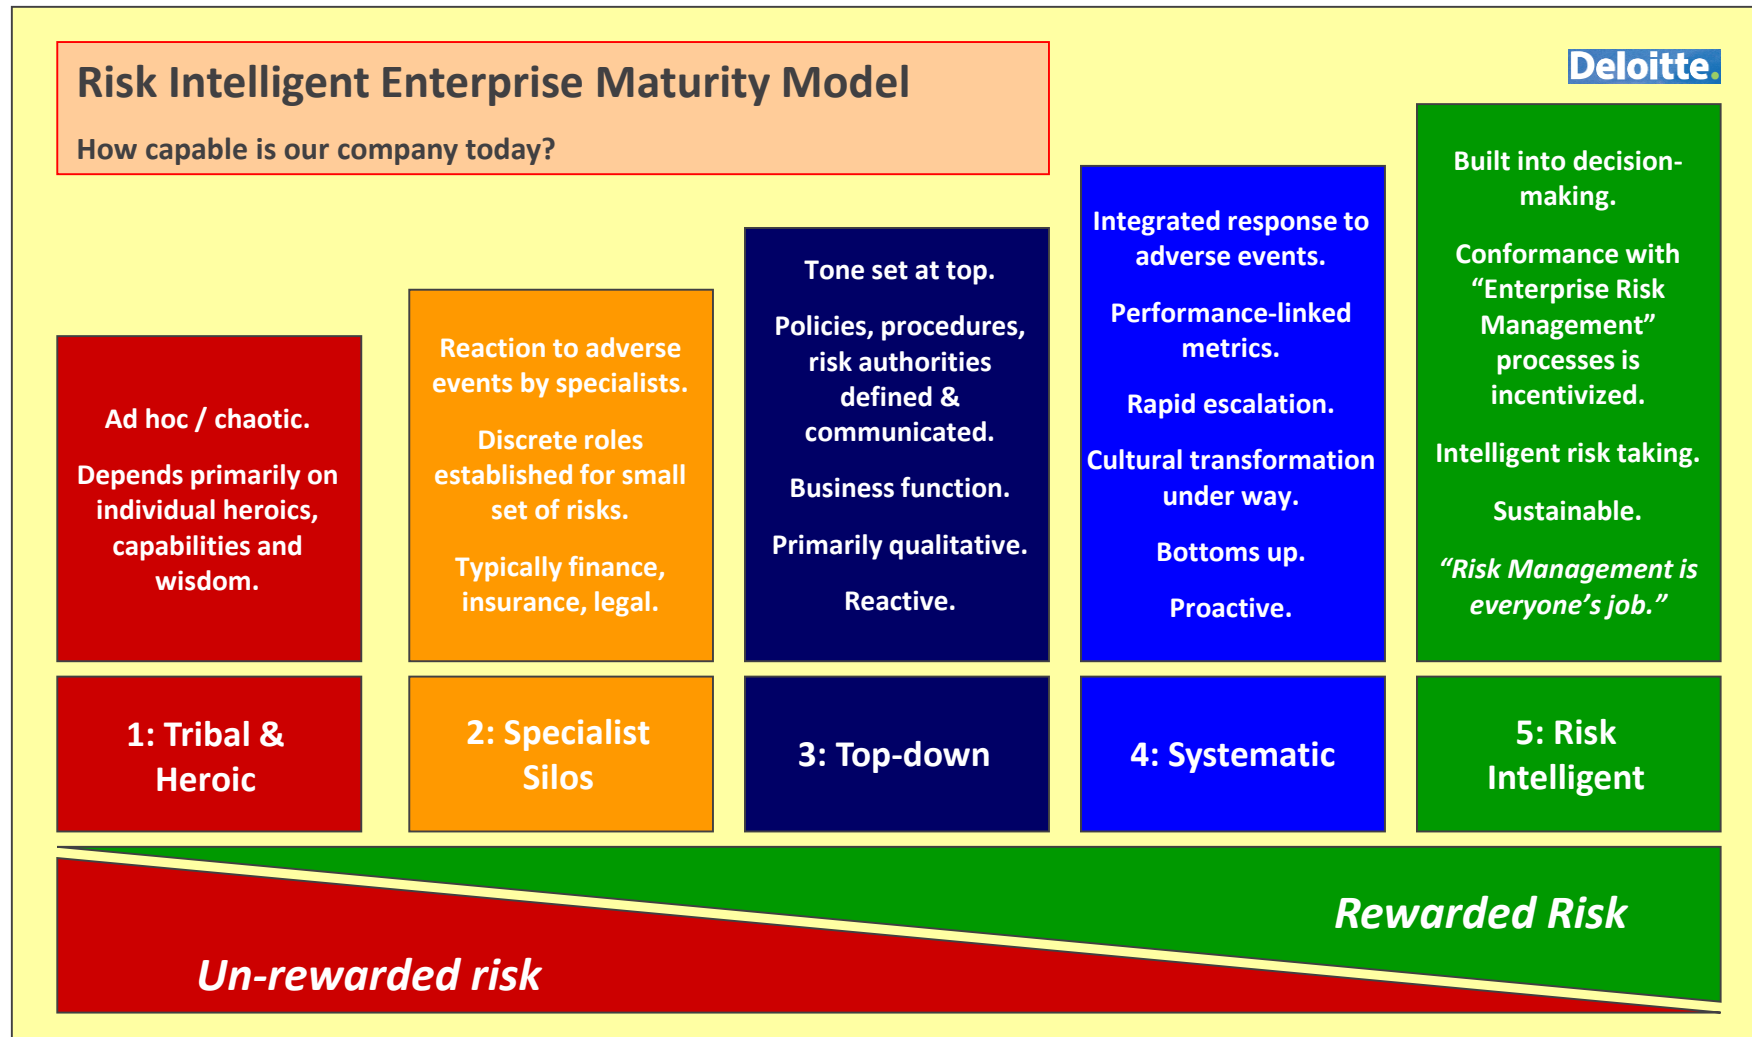 Risk Intelligent Enterprise Maturity Model
How capable is our company today?
Deloitte.
Ad hoc / chaotic.
Depends primarily on
individual heroics,
capabilities and
wisdom.
Reaction to adverse
events by specialists.
Discrete roles
established for small
set of risks.
Typically finance,
insurance, legal.
Tone set at top.
Policies, procedures,
risk authorities
defined &
communicated.
Business function.
Primarily qualitative.
Reactive.
Integrated response to
adverse events.
Performance-linked
metrics.
Rapid escalation.
Cultural transformation
under way.
Bottoms up.
Proactive.
Built into decision-
making.
Conformance with
“Enterprise Risk
Management”
processes is
incentivized.
Intelligent risk taking.
Sustainable.
“Risk Management is
everyone’s job.”
1: Tribal &
Heroic
2: Specialist
Silos
3: Top-down
4: Systematic
5: Risk
Intelligent
Rewarded Risk
Un-rewarded risk